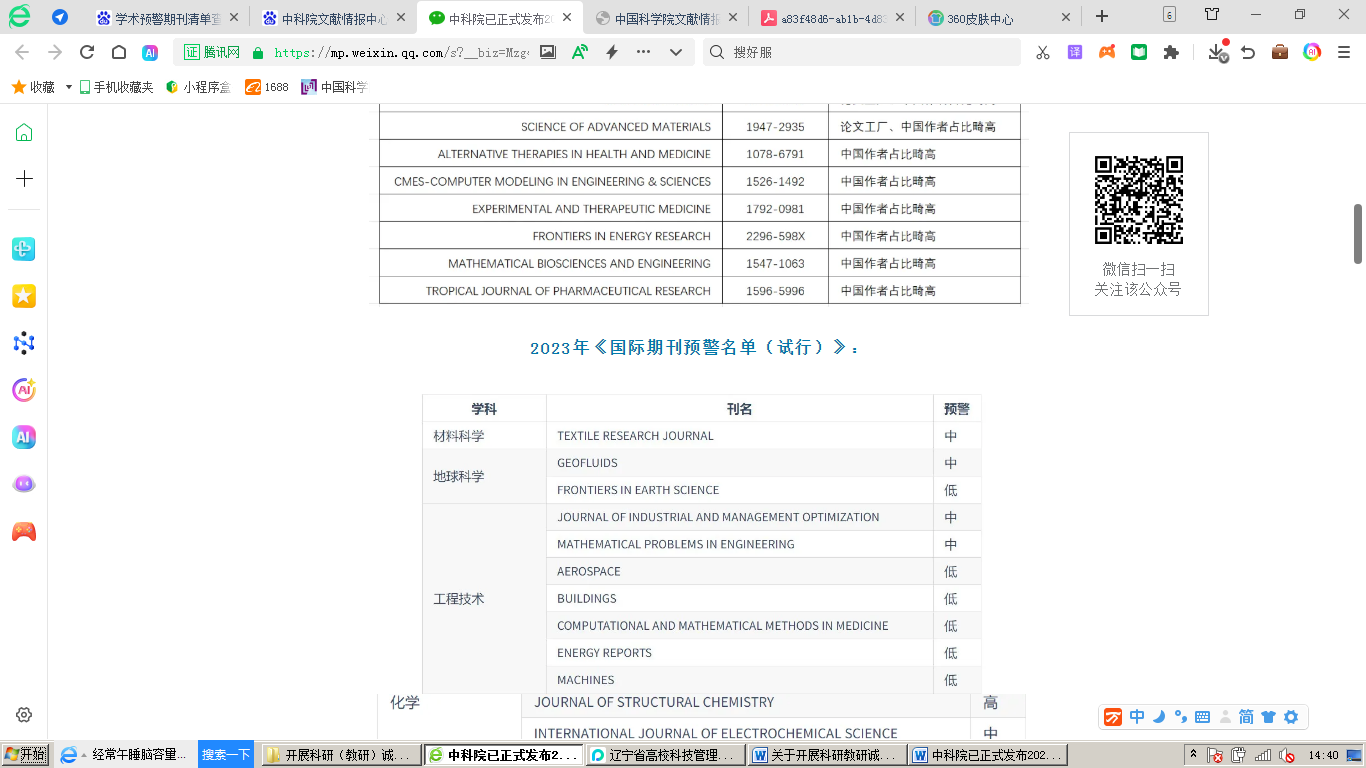 学术预警期刊清单查
中科院文献情报中心
中科院已正式发布20
中国科学院文献情报
a83f48d6-ab1b-4d8
360皮肤中心
6
AI
证 腾讯网 https://mp.weixin.qq.com/s?__biz=Mzg
搜好服
译
收藏 手机收藏夹 小程序盒 1688 中国科学
SCIENCE OF ADVANCED MATERIALS 1947-2935 论文工厂、中国作者占比畸高
ALTERNATIVE THERAPIES IN HEALTH AND MEDICINE 1078-6791 中国作者占比畸高
CMES-COMPUTER MODELING IN ENGINEERING & SCIENCES 1526-1492 中国作者占比畸高
EXPERIMENTAL AND THERAPEUTIC MEDICINE 1792-0981 中国作者占比畸高
FRONTIERS IN ENERGY RESEARCH 2296-598X 中国作者占比畸高
MATHEMATICAL BIOSCIENCES AND ENGINEERING 1547-1063 中国作者占比畸高
TROPICAL JOURNAL OF PHARMACEUTICAL RESEARCH 1596-5996 中国作者占比畸高
微信扫一扫
关注该公众号
2023年《国际期刊预警名单（试行）》：
学科 刊名 预警
材料科学 TEXTILE RESEARCH JOURNAL 中
地球科学 GEOFLUIDS 中
FRONTIERS IN EARTH SCIENCE 低
工程技术 JOURNAL OF INDUSTRIAL AND MANAGEMENT OPTIMIZATION 中
MATHEMATICAL PROBLEMS IN ENGINEERING 中
AEROSPACE 低
BUILDINGS 低
COMPUTATIONAL AND MATHEMATICAL METHODS IN MEDICINE 低
ENERGY REPORTS 低
MACHINES 低
化学 JOURNAL OF STRUCTURAL CHEMISTRY 高
INTERNATIONAL JOURNAL OF ELECTROCHEMICAL SCIENCE 中
AI
AI
中 简
开始 经常午睡脑容量... 搜索一下 开展科研（教研）诚... 中科院已正式发布2... 辽宁省高校科技管理... 关于开展科研教研诚... 中科院已正式发布202... 14:40